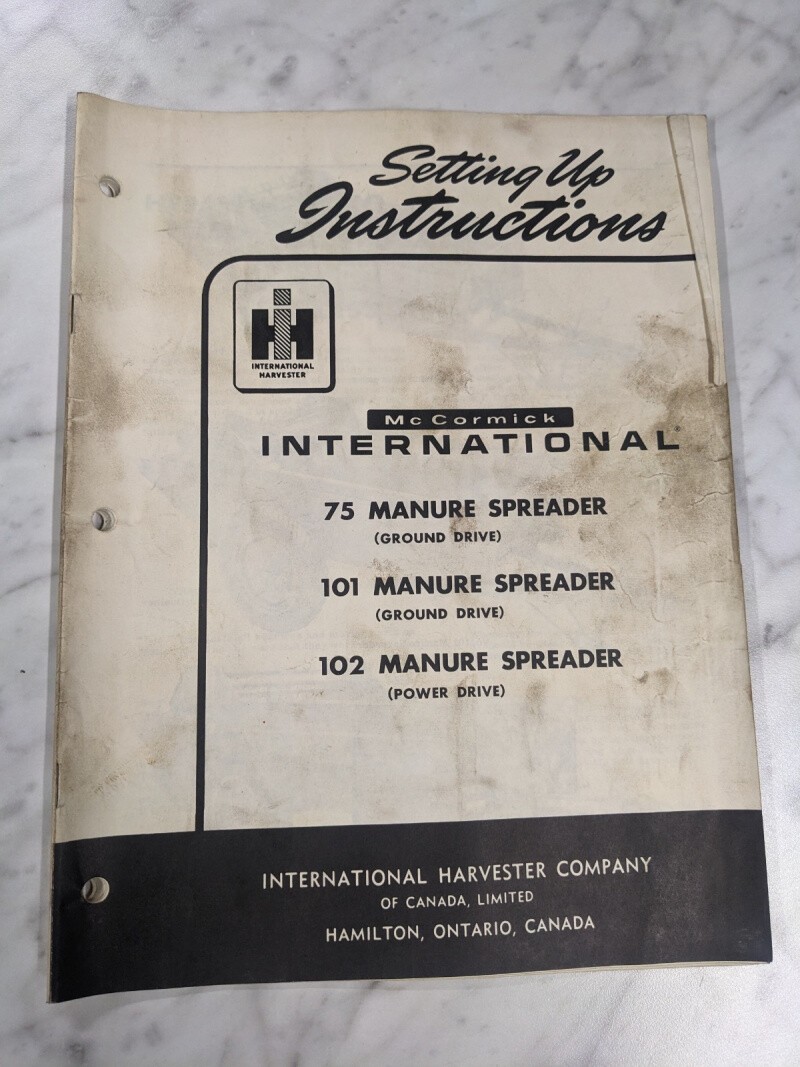 Setting Up
Instructions
IH
INTERNATIONAL
HARVESTER
McCormick
INTERNATIONAL®
75 MANURE SPREADER
(GROUND DRIVE)
101 MANURE SPREADER
(GROUND DRIVE)
102 MANURE SPREADER
(POWER DRIVE)
INTERNATIONAL HARVESTER COMPANY
OF CANADA, LIMITED
HAMILTON, ONTARIO, CANADA